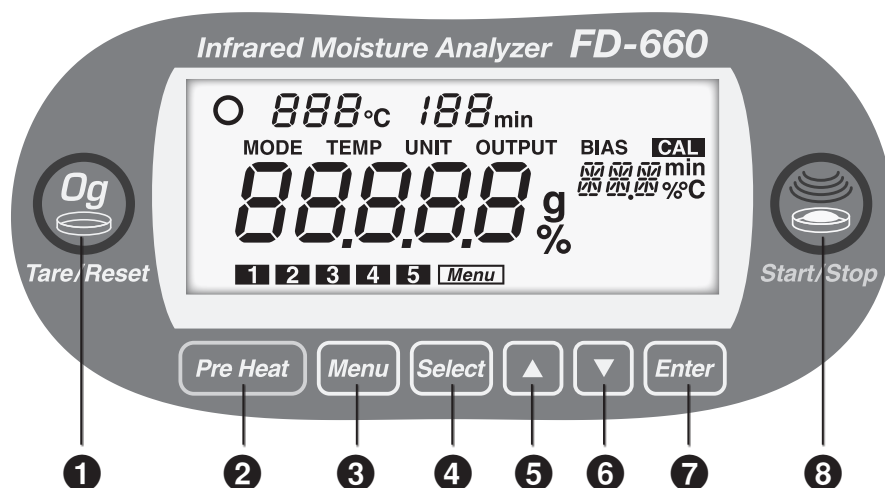 Infrared Moisture Analyzer FD-660
888°C 188min
MODE TEMP UNIT OUTPUT BIAS CAL
88888 g % min %°C
0g
Tare/Reset
Start/Stop
1 2 3 4 5 Menu
Pre Heat Menu Select ▲ ▼ Enter
1 2 3 4 5 6 7 8